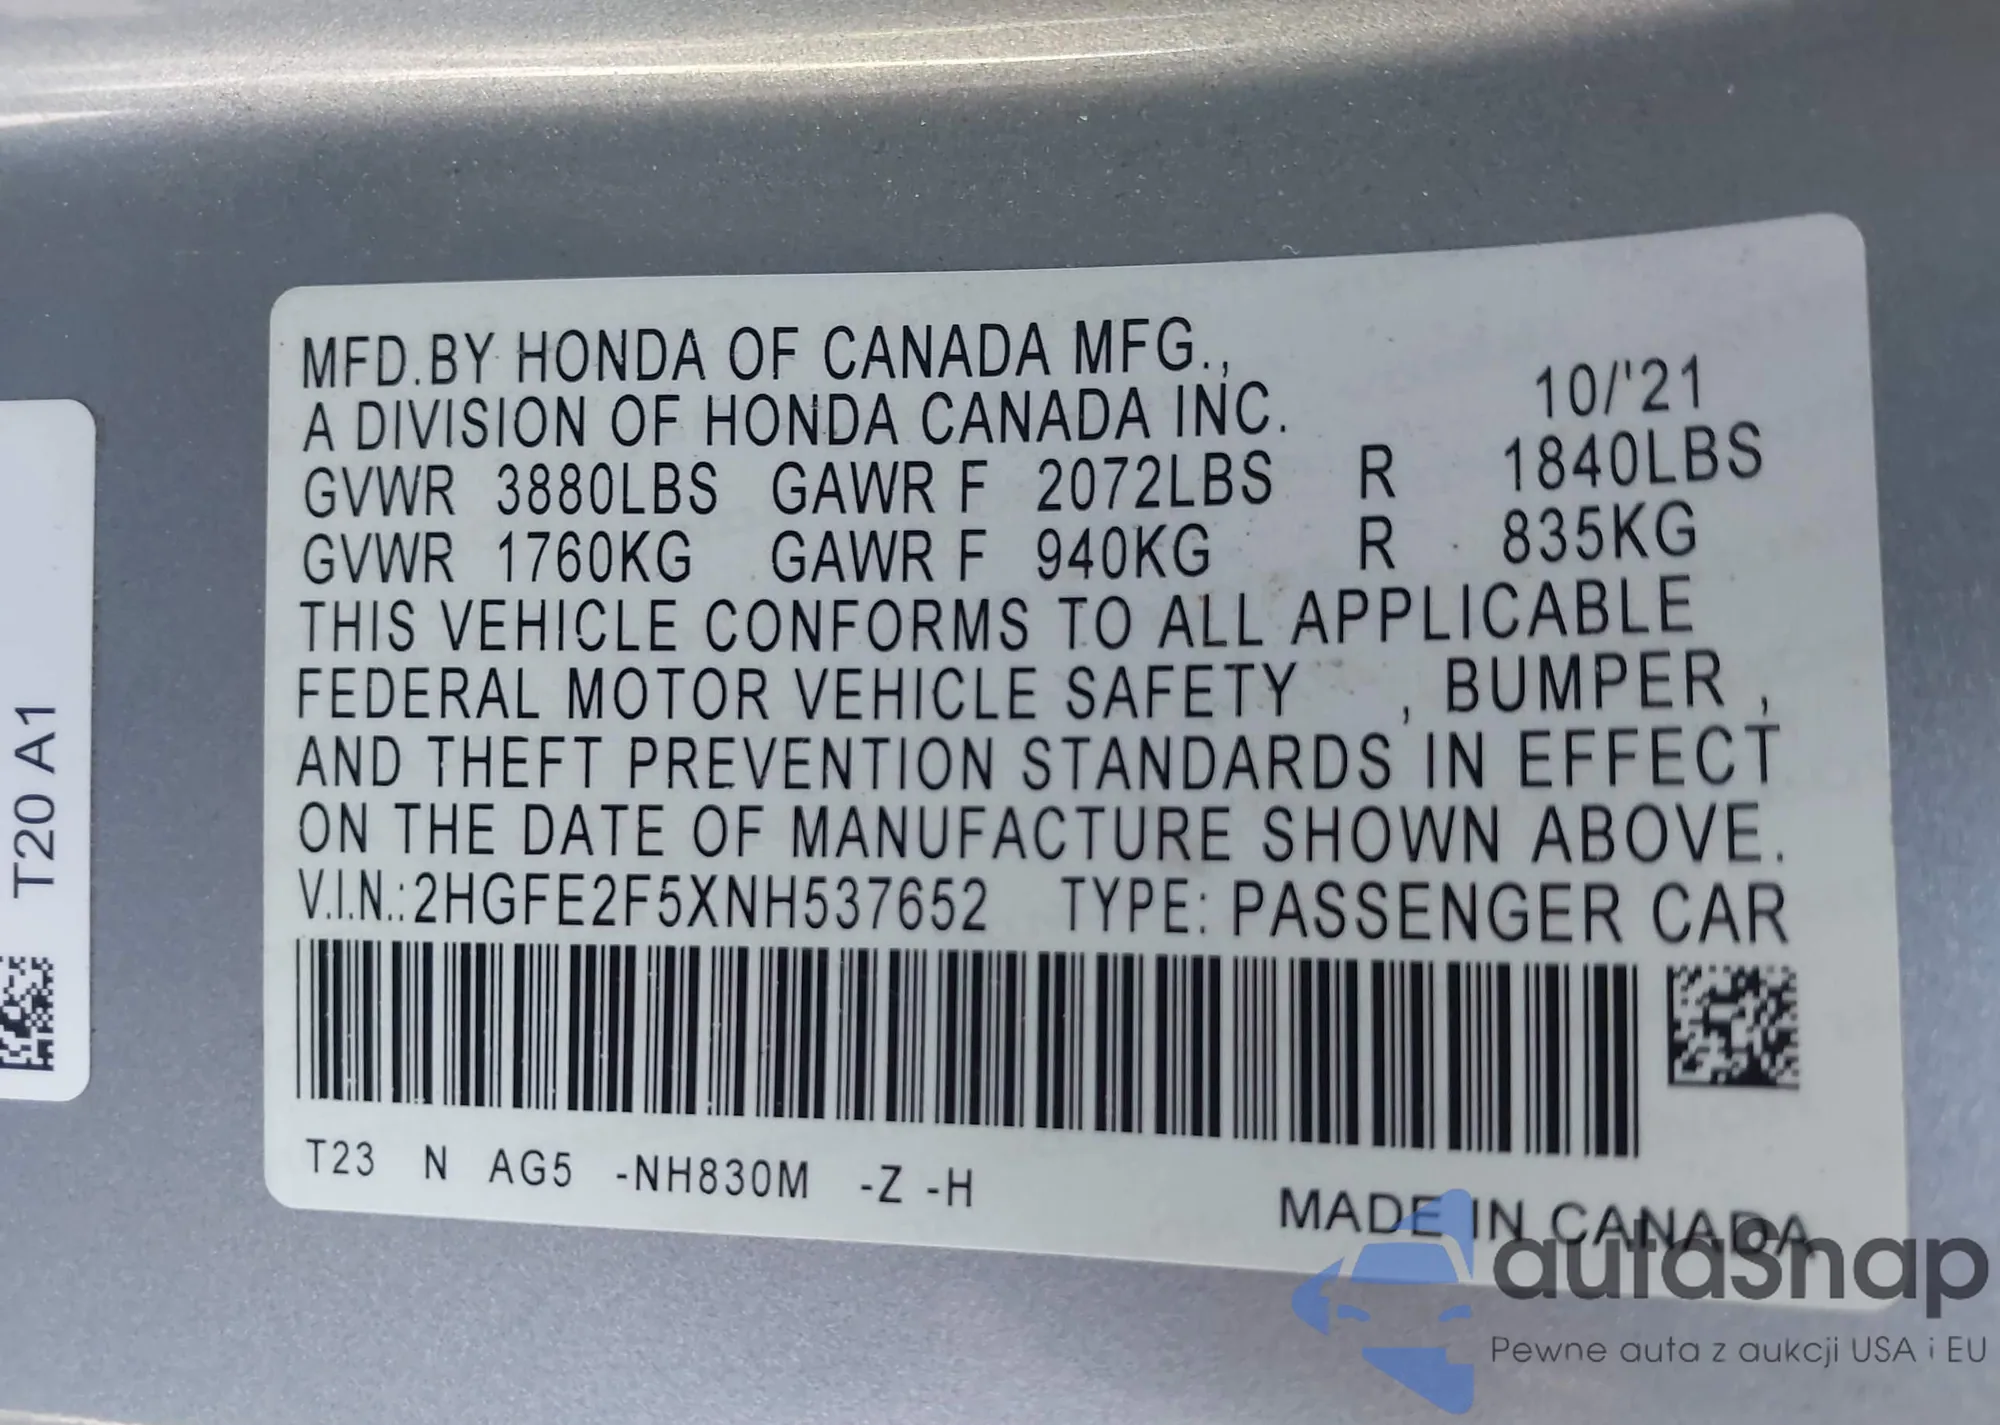 MFD.BY HONDA OF CANADA MFG.,
A DIVISION OF HONDA CANADA INC. 10/'21
GVWR 3880LBS GAWR F 2072LBS R 1840LBS
GVWR 1760KG GAWR F 940KG R 835KG
THIS VEHICLE CONFORMS TO ALL APPLICABLE
FEDERAL MOTOR VEHICLE SAFETY , BUMPER ,
AND THEFT PREVENTION STANDARDS IN EFFECT
ON THE DATE OF MANUFACTURE SHOWN ABOVE.
V.I.N.:2HGFE2F5XNH537652 TYPE: PASSENGER CAR
T23 N AG5 -NH830M -Z -H
MADE IN CANADA
T20 A1
autaSnap
Pewne auta z aukcji USA i EU